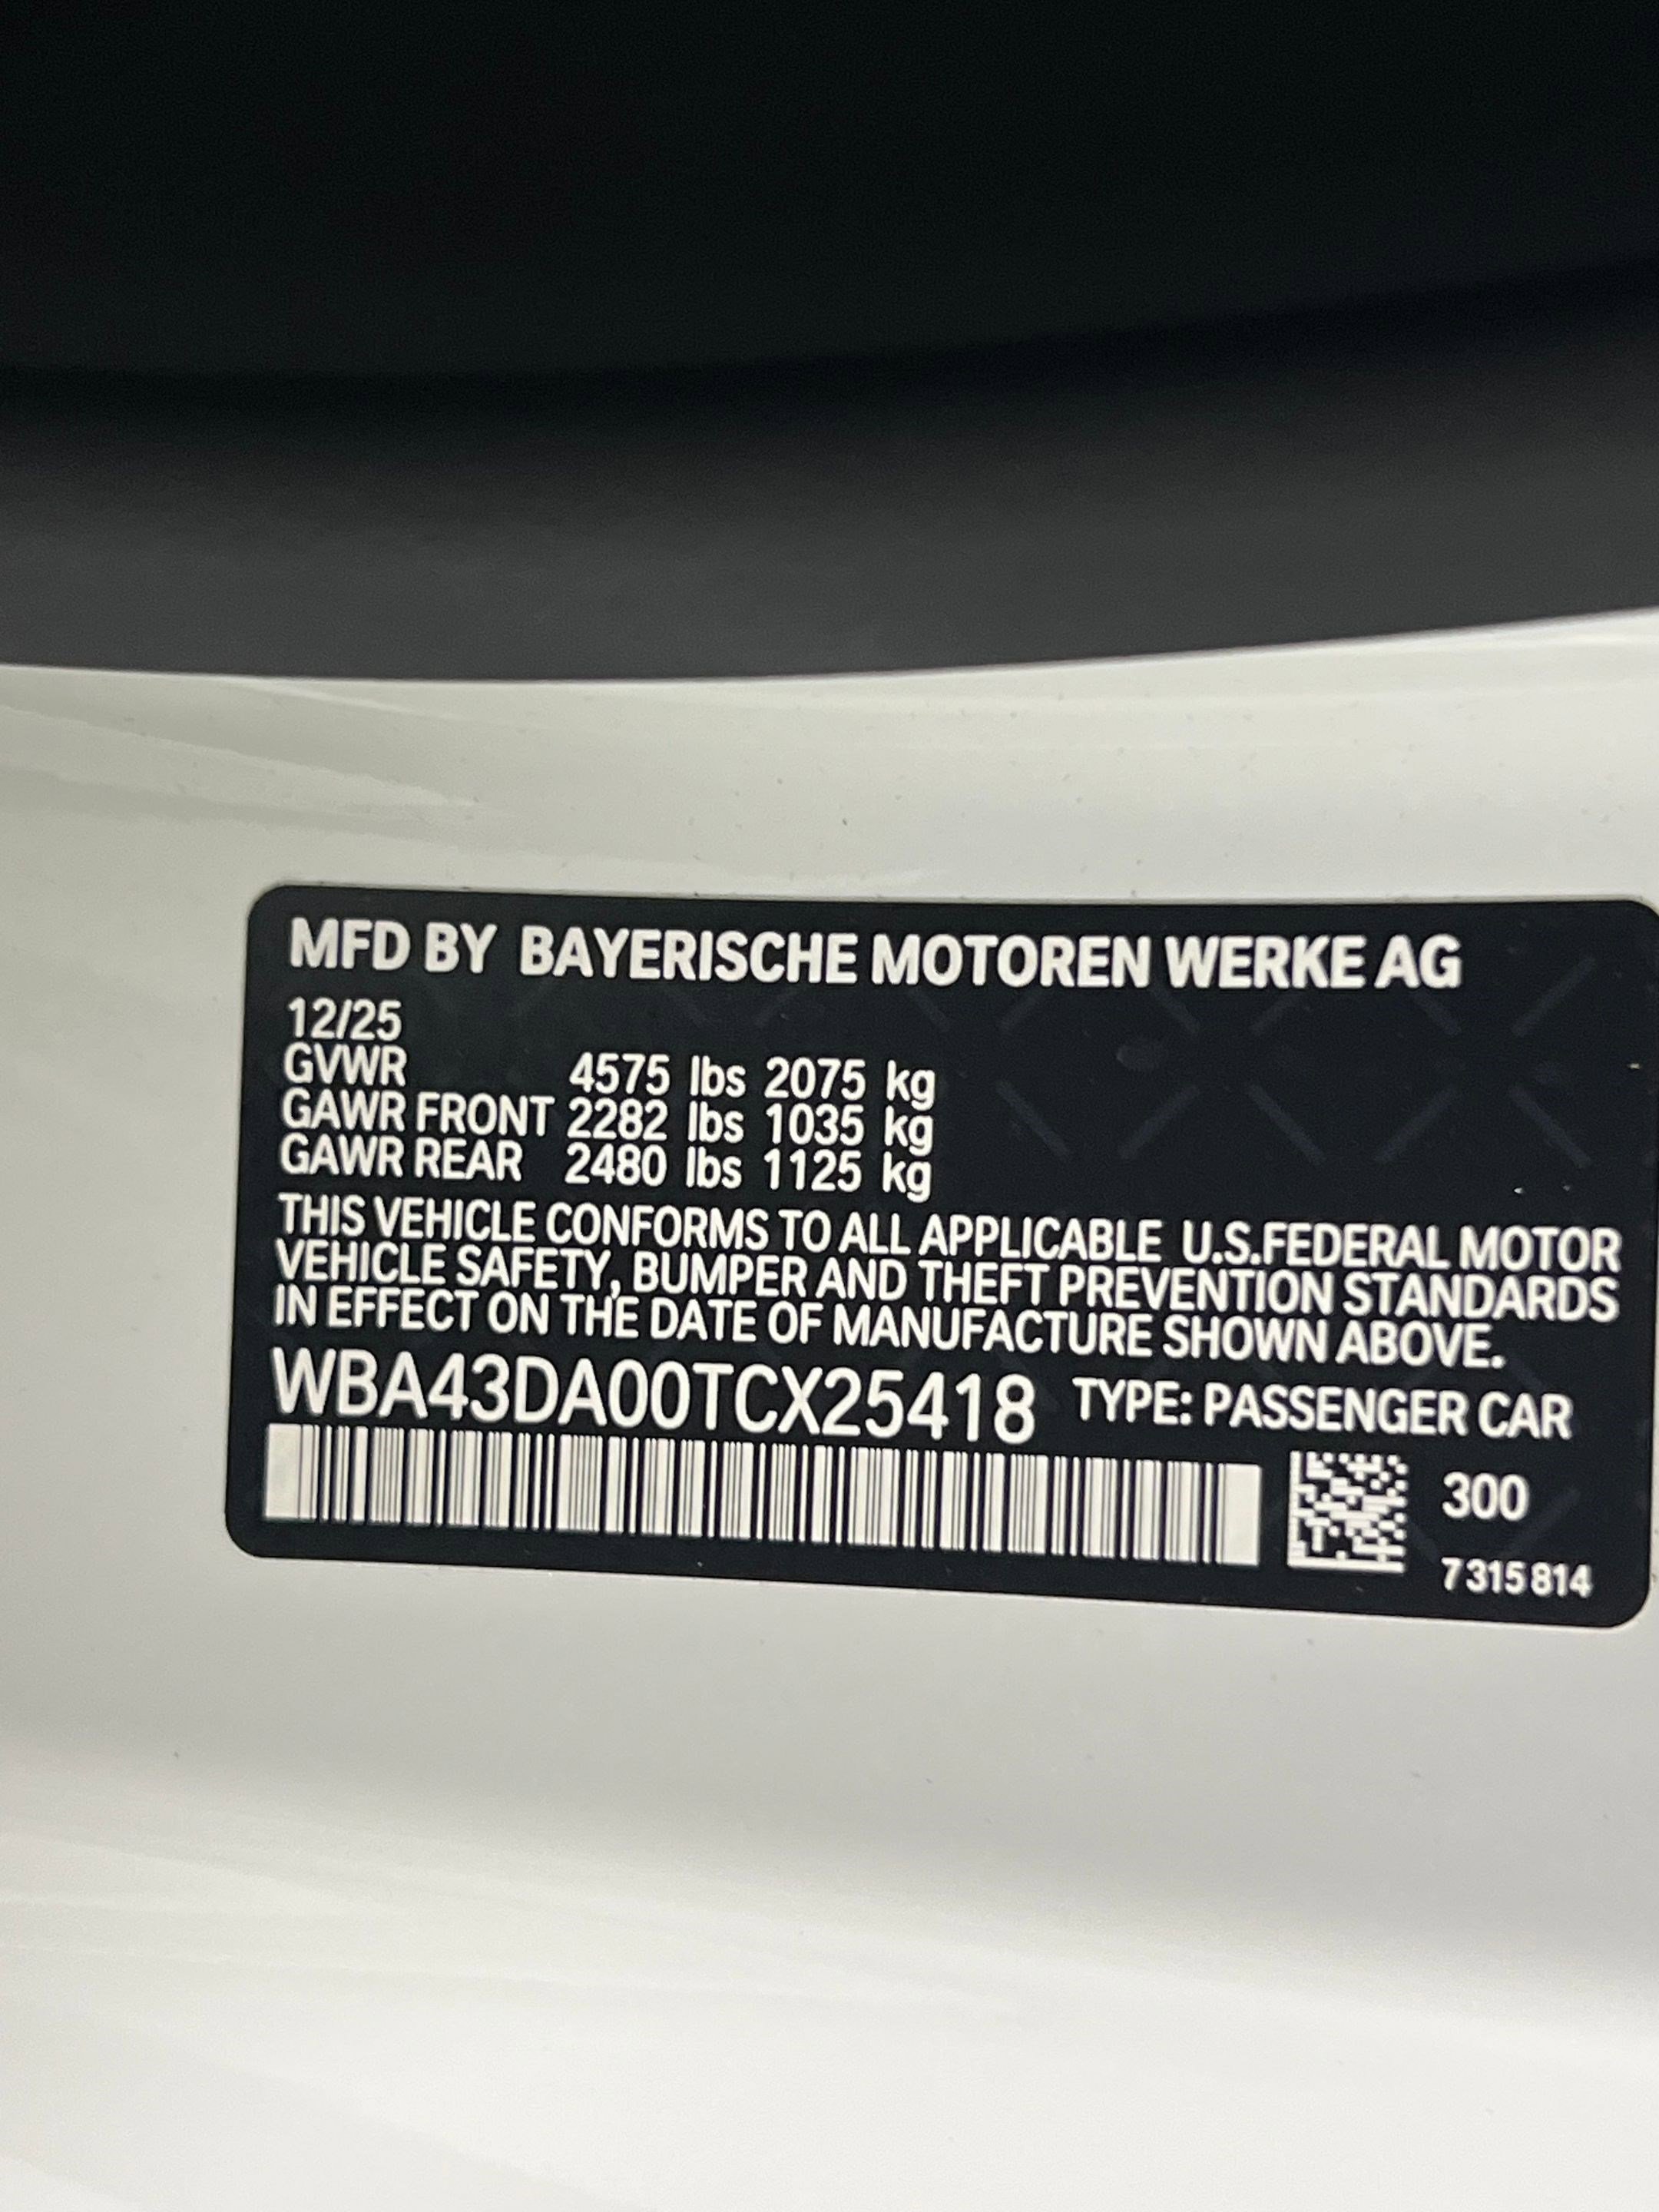 MFD BY BAYERISCHE MOTOREN WERKE AG
12/25
GVWR 4575 lbs 2075 kg
GAWR FRONT 2282 lbs 1035 kg
GAWR REAR 2480 lbs 1125 kg
THIS VEHICLE CONFORMS TO ALL APPLICABLE U.S.FEDERAL MOTOR
VEHICLE SAFETY, BUMPER AND THEFT PREVENTION STANDARDS
IN EFFECT ON THE DATE OF MANUFACTURE SHOWN ABOVE.
WBA43DA00TCX25418 TYPE: PASSENGER CAR
300
7315814